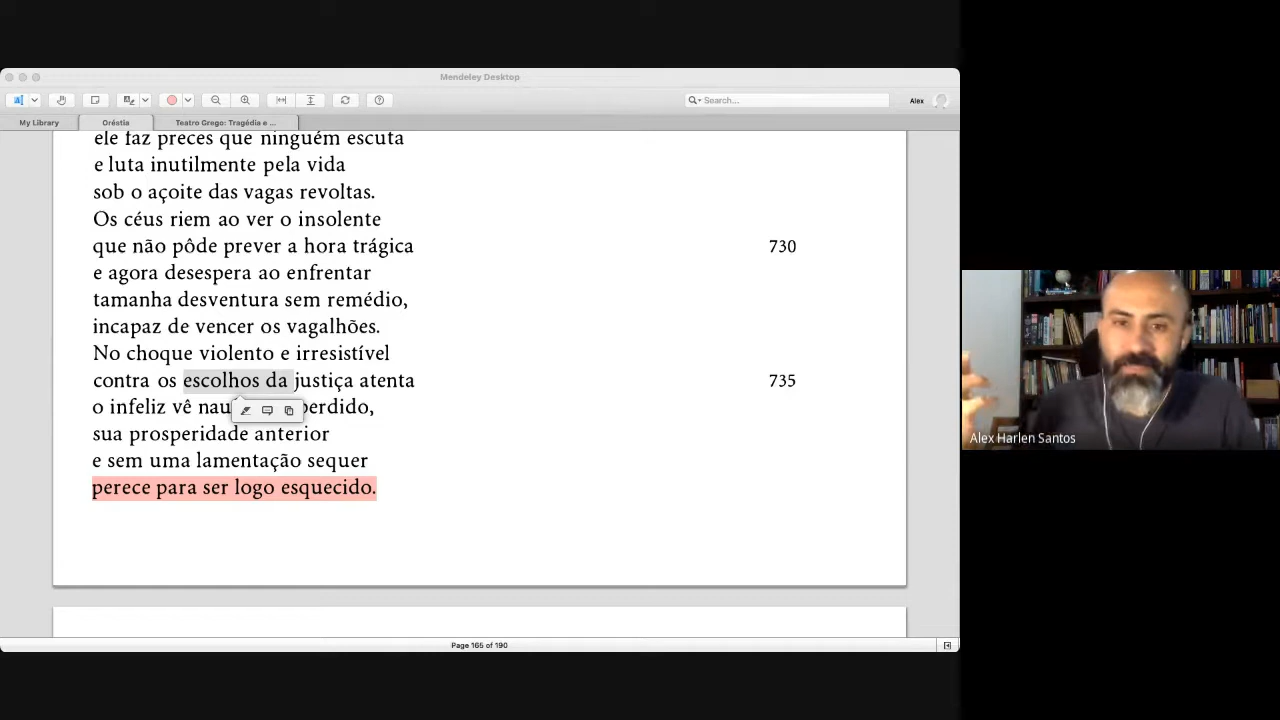 Mendeley Desktop
Search...
Alex
My Library
Oréstia
Teatro Grego: Tragédia e ...
ele faz preces que ninguém escuta
e luta inutilmente pela vida
sob o açoite das vagas revoltas.
Os céus riem ao ver o insolente
que não pôde prever a hora trágica 730
e agora desespera ao enfrentar
tamanha desventura sem remédio,
incapaz de vencer os vagalhões.
No choque violento e irresistível
contra os escolhos da justiça atenta 735
o infeliz vê perdido,
sua prosperidade anterior
e sem uma lamentação sequer
perece para ser logo esquecido.
Page 165 of 190
Alex Harlen Santos